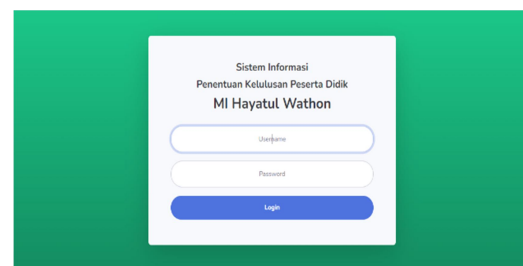 Sistem Informasi
Penentuan Kelulusan Peserta Didik
MI Hayatul Wathon
Username
Password
Login